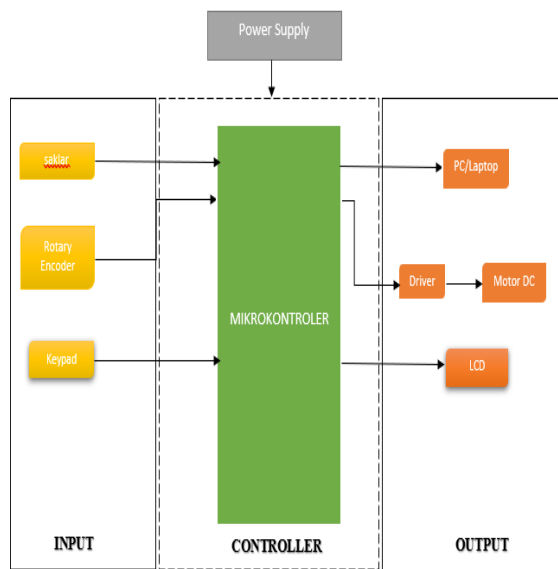 Power Supply
saklar
Rotary
Encoder
Keypad
MIKROKONTROLER
PC/Laptop
Driver
Motor DC
LCD
INPUT
CONTROLLER
OUTPUT